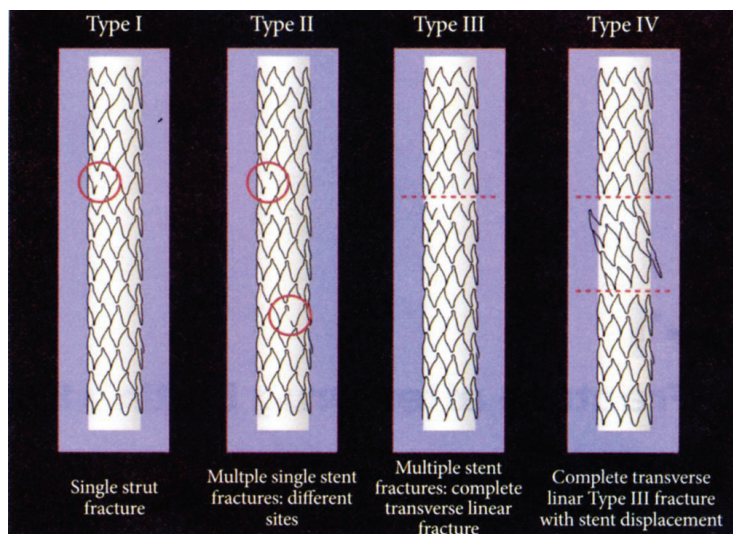 Type I
Type II
Type III
Type IV
Single strut
fracture
Multple single stent
fractures: different
sites
Multiple stent
fractures: complete
transverse linear
fracture
Complete transverse
linar Type III fracture
with stent displacement